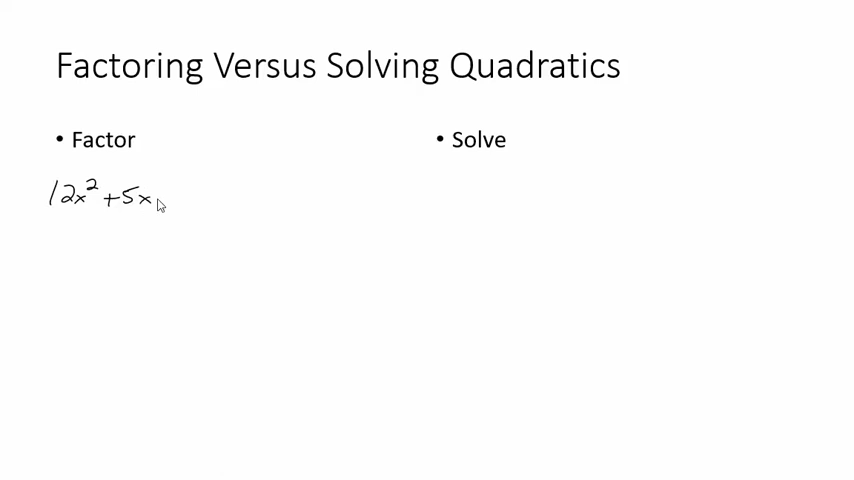 Factoring Versus Solving Quadratics
• Factor
• Solve
12x² +5x